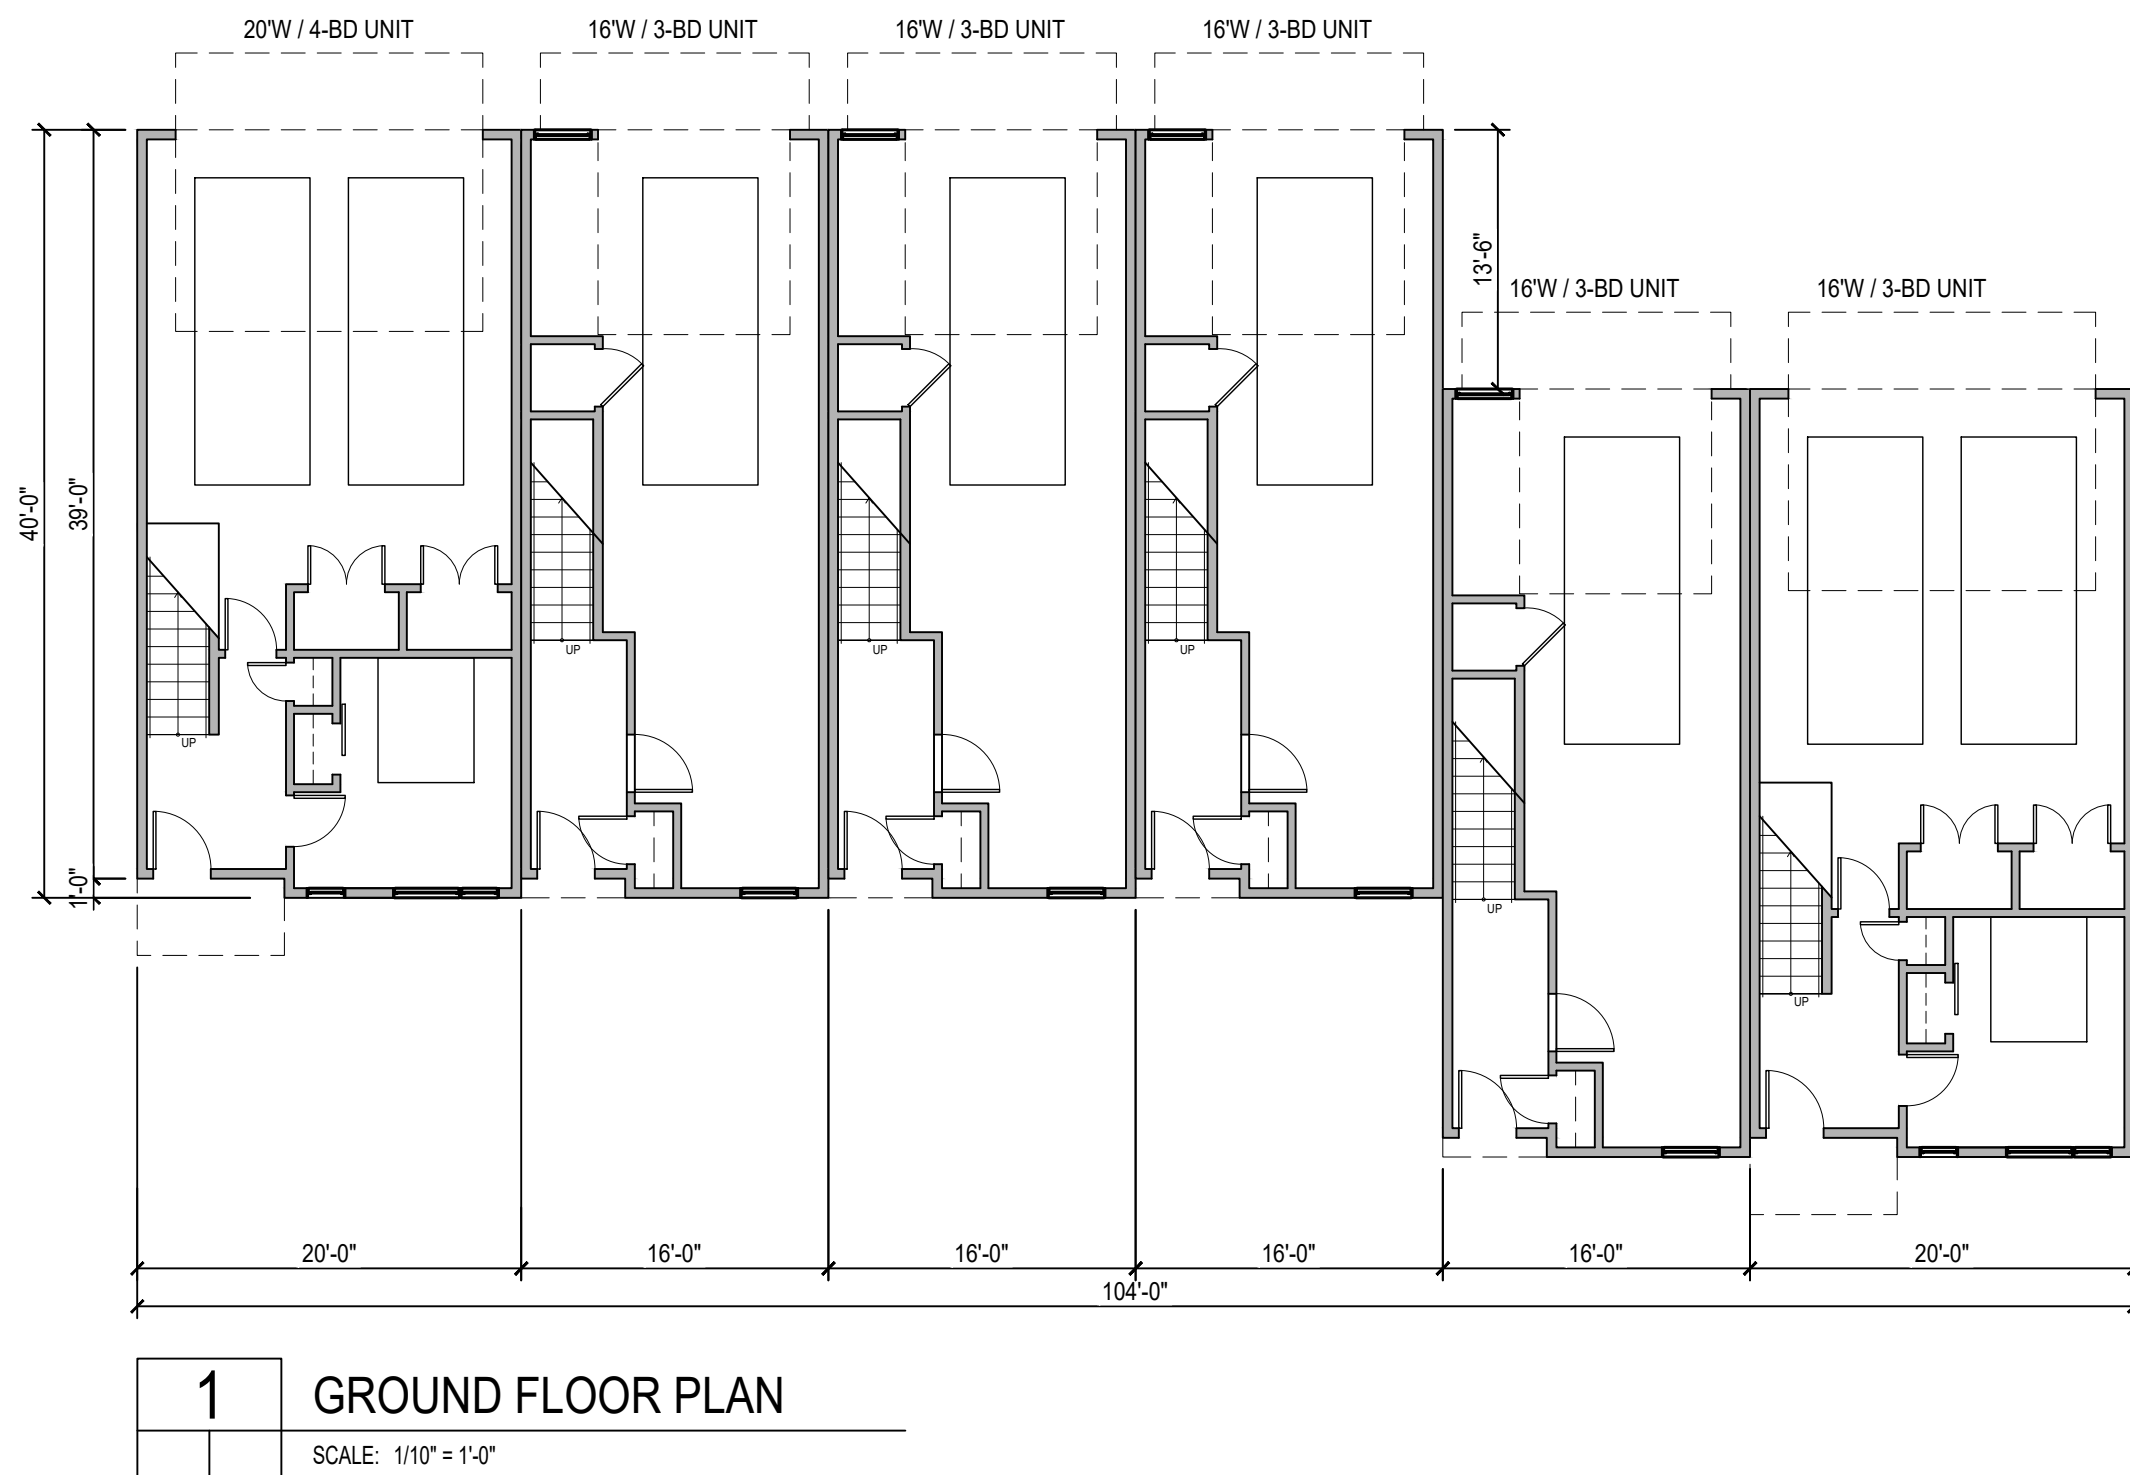 20'W / 4-BD UNIT
16'W / 3-BD UNIT
16'W / 3-BD UNIT
16'W / 3-BD UNIT
13'-6"
16'W / 3-BD UNIT
16'W / 3-BD UNIT
40'-0"
39'-0"
1'-0"
UP
UP
UP
UP
UP
UP
20'-0"
16'-0"
16'-0"
16'-0"
16'-0"
20'-0"
104'-0"
1
GROUND FLOOR PLAN
SCALE: 1/10" = 1'-0"